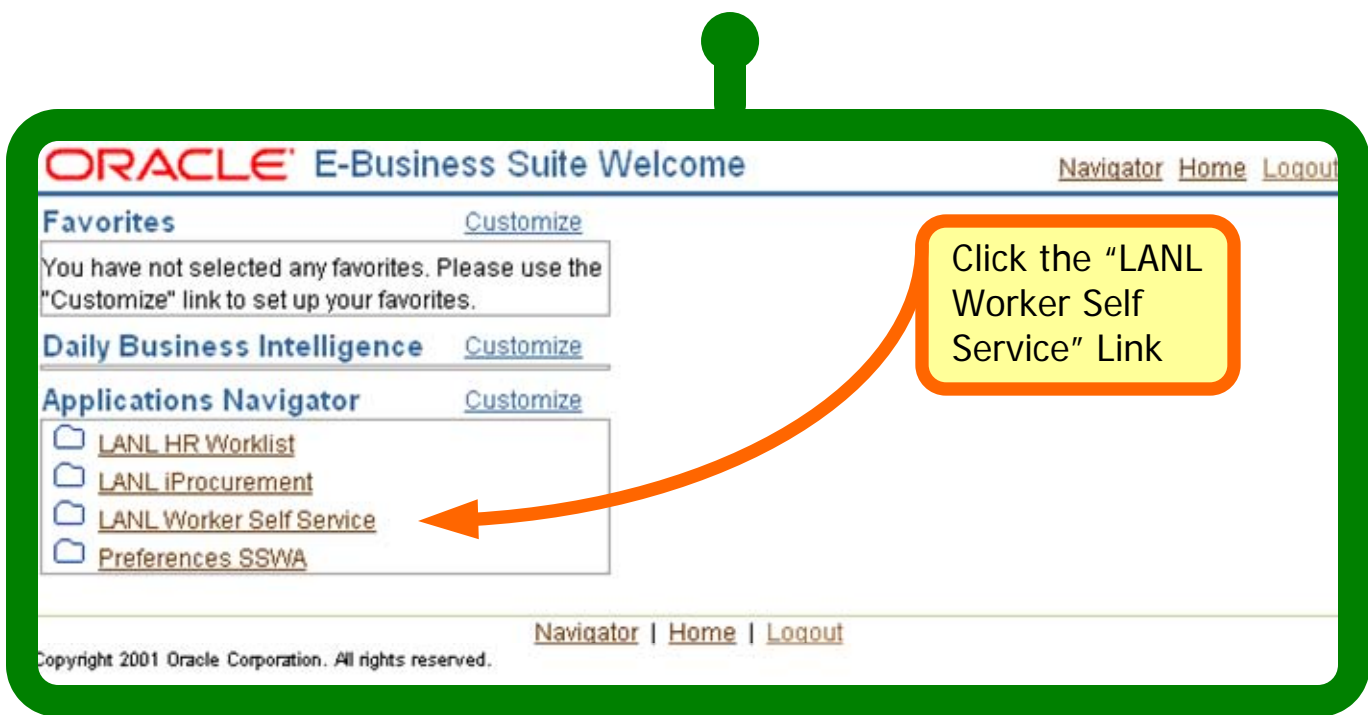 ORACLE® E-Business Suite Welcome
Navigator Home Logout
Favorites Customize
You have not selected any favorites. Please use the
"Customize" link to set up your favorites.
Daily Business Intelligence Customize
Applications Navigator Customize
LANL HR Worklist
LANL iProcurement
LANL Worker Self Service
Preferences SSWA
Click the “LANL
Worker Self
Service” Link
Navigator | Home | Logout
Copyright 2001 Oracle Corporation. All rights reserved.